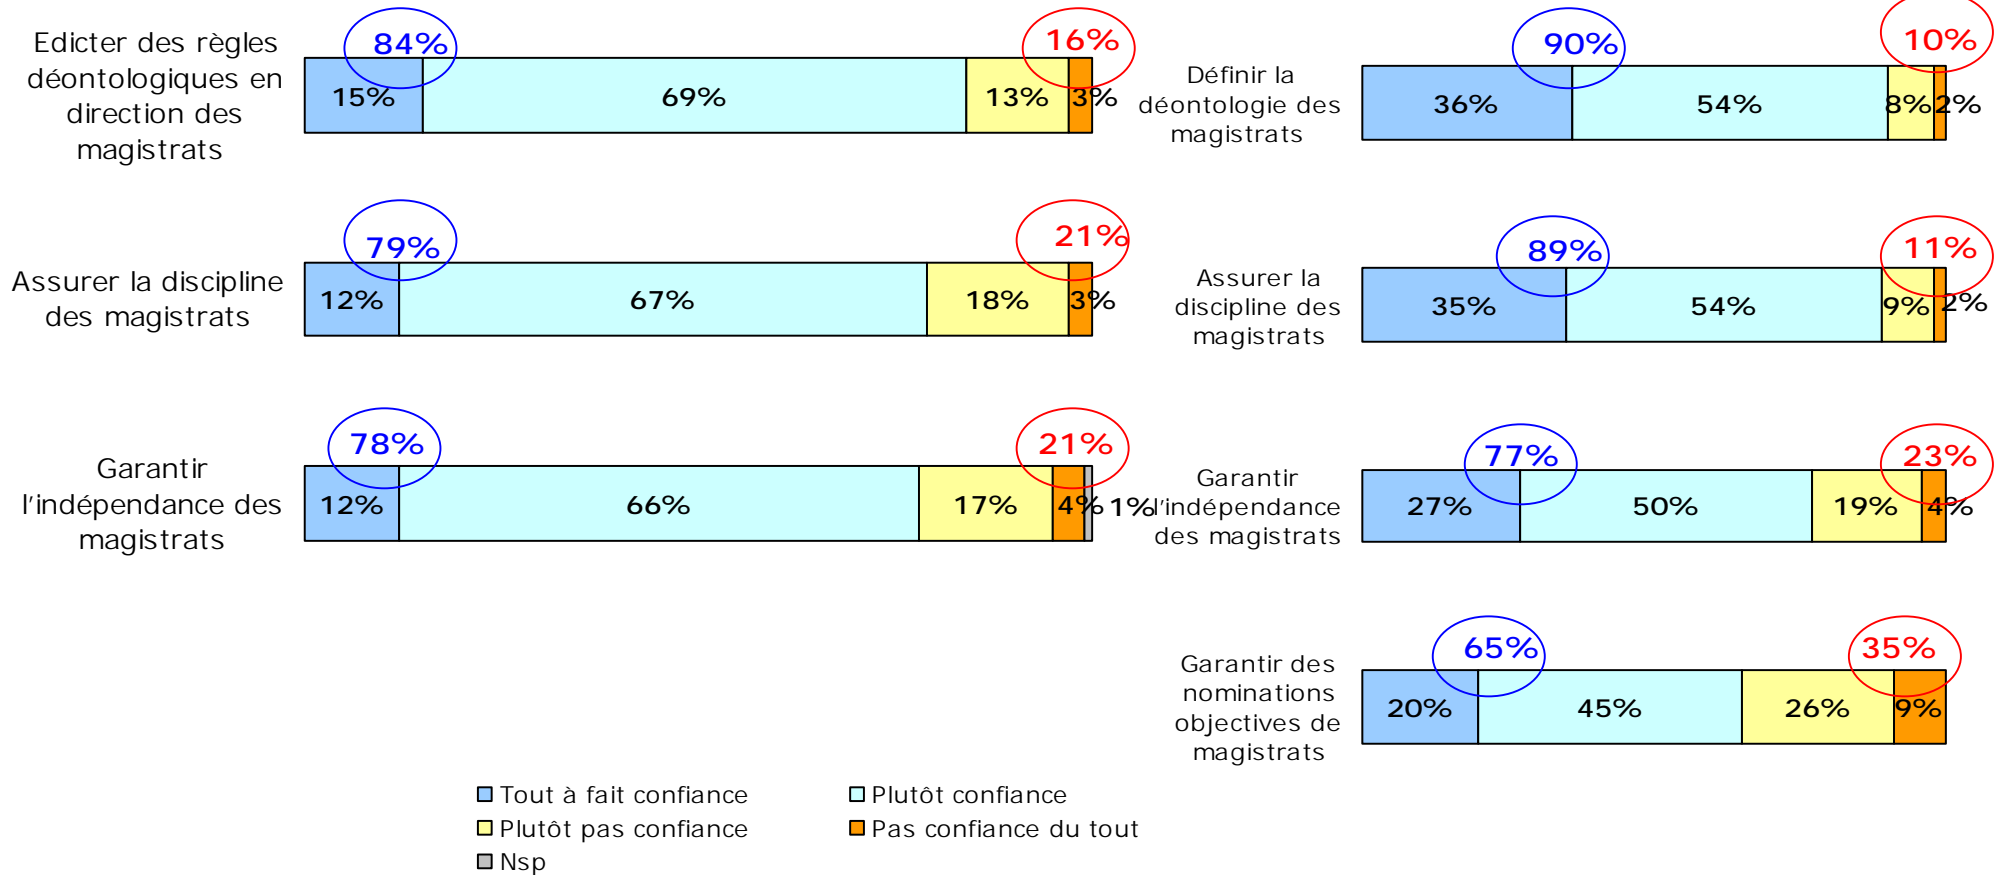 Edicter des règles
déontologiques en
direction des
magistrats
84%
16%
15%
69%
13%
3%
Assurer la discipline
des magistrats
79%
21%
12%
67%
18%
3%
Garantir
l'indépendance des
magistrats
78%
21%
12%
66%
17%
4%
1%
Définir la
déontologie des
magistrats
90%
10%
36%
54%
8%
2%
Assurer la
discipline des
magistrats
89%
11%
35%
54%
9%
2%
Garantir
l'indépendance
des magistrats
77%
23%
27%
50%
19%
4%
Garantir des
nominations
objectives de
magistrats
65%
35%
20%
45%
26%
9%
Tout à fait confiance
Plutôt confiance
Plutôt pas confiance
Pas confiance du tout
Nsp